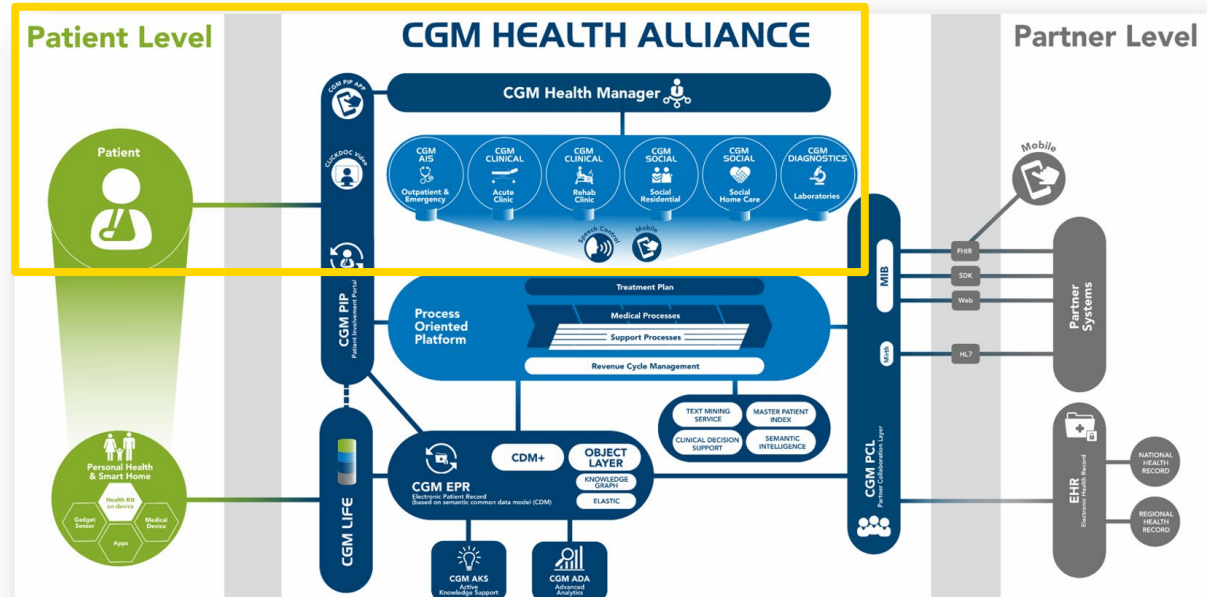 Patient Level
CGM HEALTH ALLIANCE
Partner Level
CGM PIP APP
CGM Health Manager
Patient
CLICKDOC Video
CGM
AIS
Outpatient &
Emergency
CGM
CLINICAL
Acute
Clinic
CGM
CLINICAL
Rehab
Clinic
CGM
SOCIAL
Social
Residential
CGM
SOCIAL
Social
Home Care
CGM
DIAGNOSTICS
Laboratories
Mobile
Speech Control
Mobile
CGM PIP
Patient Involvement Portal
Process
Oriented
Platform
Treatment Plan
Medical Processes
Support Processes
Revenue Cycle Management
MIB
Mirth
FHIR
SDK
Web
HL7
Partner
Systems
TEXT MINING
SERVICE
MASTER PATIENT
INDEX
CLINICAL DECISION
SUPPORT
SEMANTIC
INTELLIGENCE
CGM PCL
Partner Collaboration Layer
Personal Health
& Smart Home
Health Kit
on device
Gadget
Sensor
Medical
Device
Apps
CGM LIFE
CGM EPR
Electronic Patient Record
(based on semantic common data model (CDM)
CDM+
OBJECT
LAYER
KNOWLEDGE
GRAPH
ELASTIC
CGM AKS
Active
Knowledge Support
CGM ADA
Advanced
Analytics
EHR
Electronic Health Record
NATIONAL
HEALTH
RECORD
REGIONAL
HEALTH
RECORD